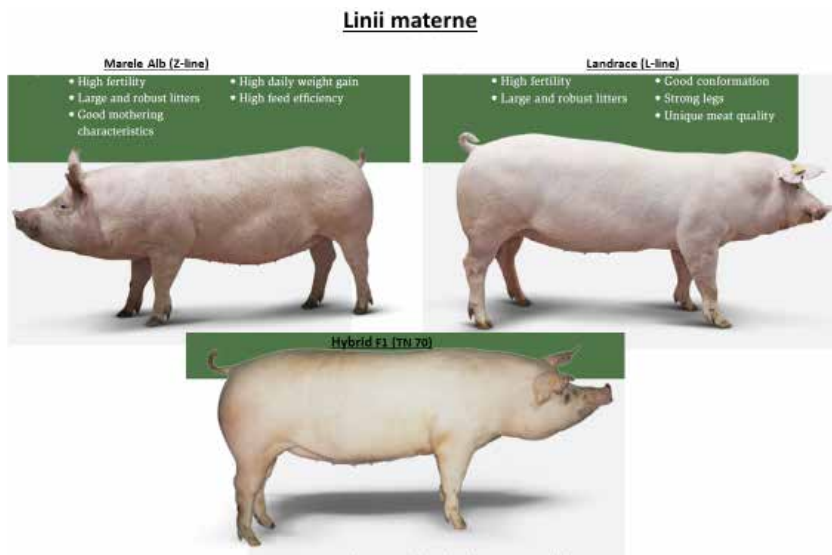 Linii materne
Marele Alb (Z-line)
• High fertility
• Large and robust litters
• Good mothering
characteristics
• High daily weight gain
• High feed efficiency
Landrace (L-line)
• High fertility
• Large and robust litters
• Good conformation
• Strong legs
• Unique meat quality
Hybrid F1 (TN 70)